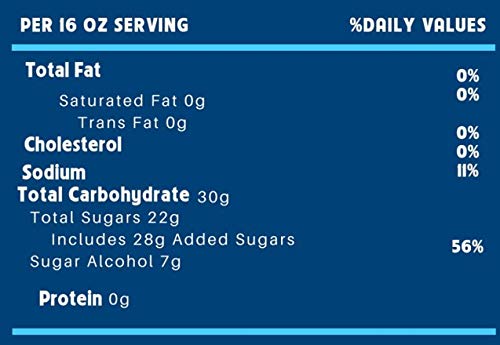 PER 16 OZ SERVING %DAILY VALUES
Total Fat 0%
Saturated Fat 0g 0%
Trans Fat 0g
Cholesterol 0%
0%
Sodium 11%
Total Carbohydrate 30g
Total Sugars 22g
Includes 28g Added Sugars 56%
Sugar Alcohol 7g
Protein 0g